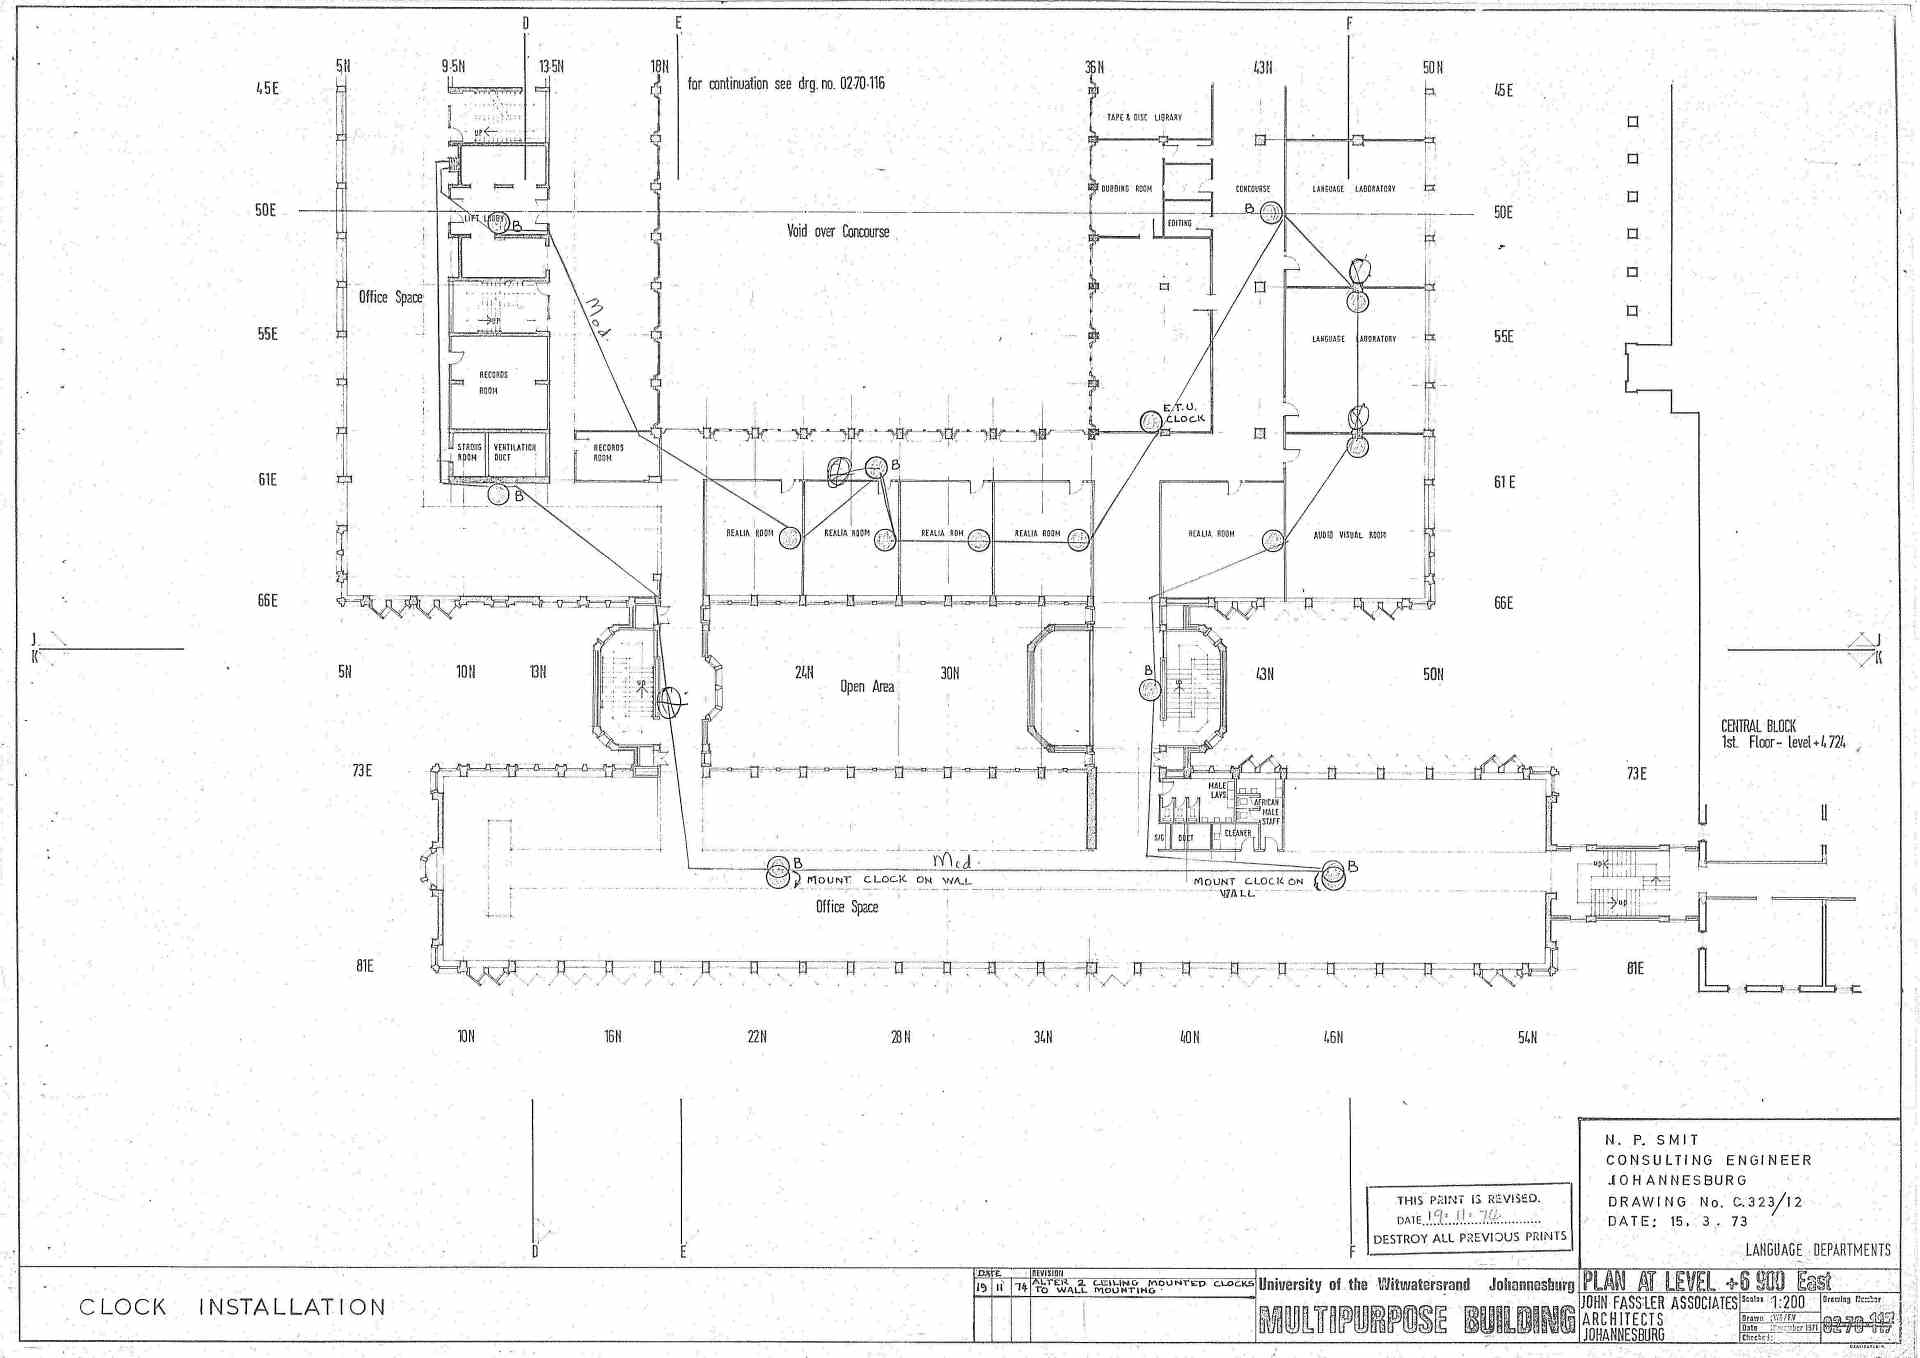 D
E
F
5N
9·5N
13·5N
18N
36N
43N
50N
for continuation see drg. no. 02·70·116
45E
45E
TAPE & DISC LIBRARY
UP
DUBBING ROOM
CONCOURSE
LANGUAGE LABORATORY
50E
50E
LIFT LOBBY
B
B
EDITING
Void over Concourse
Office Space
Mod.
UP
55E
55E
LANGUAGE LABORATORY
RECORDS
ROOM
E.T.U.
CLOCK
STRONG
ROOM
VENTILATION
DUCT
RECORDS
ROOM
B
61E
61E
B
REALIA ROOM
REALIA ROOM
REALIA ROM
REALIA ROOM
REALIA ROOM
AUDIO VISUAL ROOM
66E
66E
J
K
J
K
5N
10N
13N
24N
30N
43N
50N
B
UP
UP
Open Area
CENTRAL BLOCK
1st. Floor- level +4.724
73E
73E
MALE
LAVS.
AFRICAN
MALE
STAFF
S/C
DUCT
CLEANER
B
Mod.
B
MOUNT CLOCK ON WALL
MOUNT CLOCK ON
WALL
up
up
Office Space
81E
81E
10N
16N
22N
28N
34N
40N
46N
54N
D
E
F
N. P. SMIT
CONSULTING ENGINEER
JOHANNESBURG
DRAWING No. C.323/12
DATE: 15. 3. 73
THIS PRINT IS REVISED.
DATE 19.11.74
DESTROY ALL PREVIOUS PRINTS
LANGUAGE DEPARTMENTS
CLOCK INSTALLATION
DATE
REVISION
19 11 74 ALTER 2 CEILING MOUNTED CLOCKS
TO WALL MOUNTING.
University of the Witwatersrand Johannesburg
MULTIPURPOSE BUILDING
PLAN AT LEVEL +6 900 East
JOHN FASSLER ASSOCIATES
ARCHITECTS
JOHANNESBURG
Scales 1:200
Drawn
Date 1971
Checked
Drawing Number
02·70·117